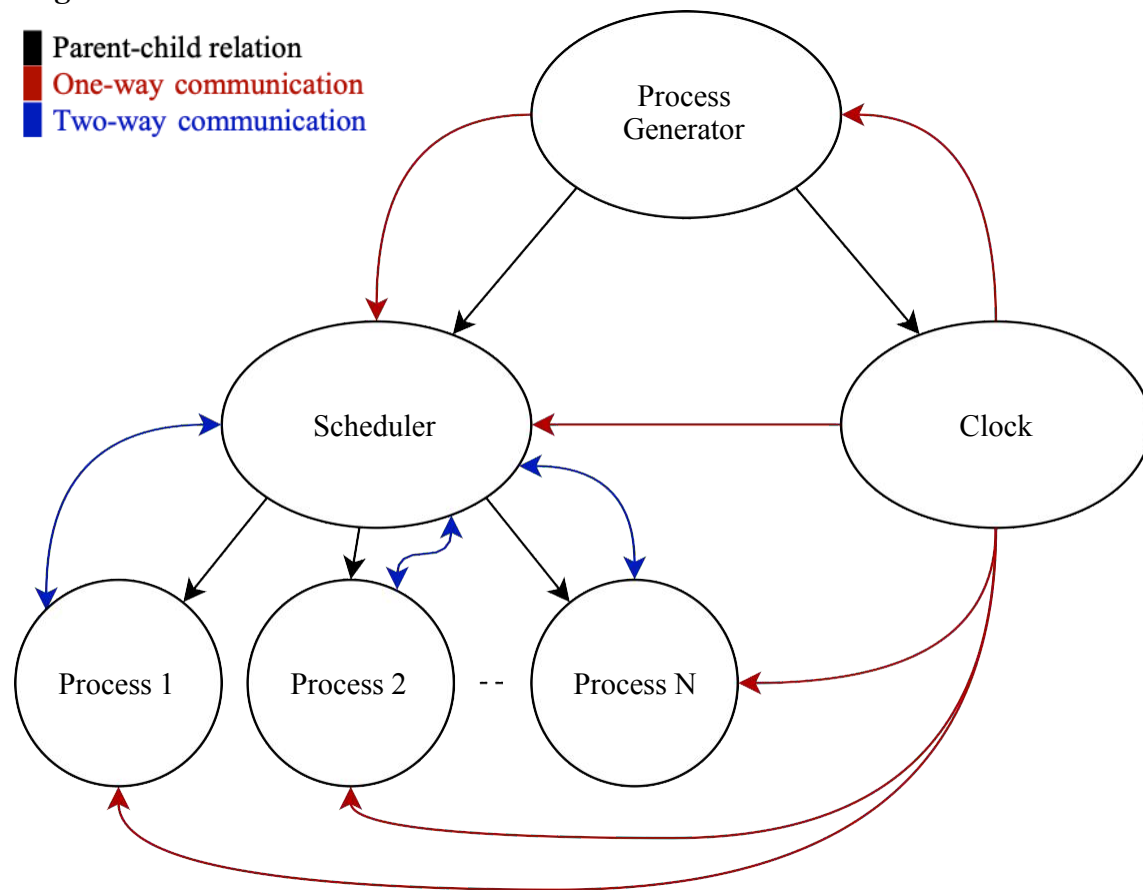 Parent-child relation
One-way communication
Two-way communication
Process
Generator
Scheduler
Clock
Process 1
Process 2
--
Process N